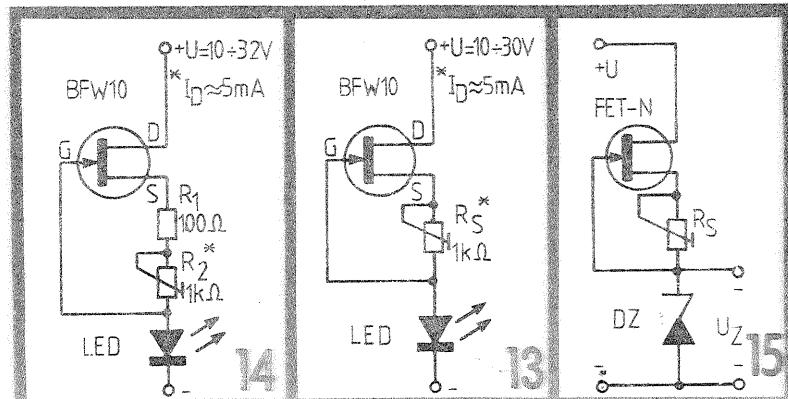 +U=10÷32V
* I_D≈5mA
BFW10
D
G
S
R1
100Ω
R2*
1kΩ
LED
-
14
+U=10÷30V
* I_D≈5mA
BFW10
D
G
S
RS*
1kΩ
LED
-
13
+U
FET-N
RS
-
DZ
UZ
-
-
15